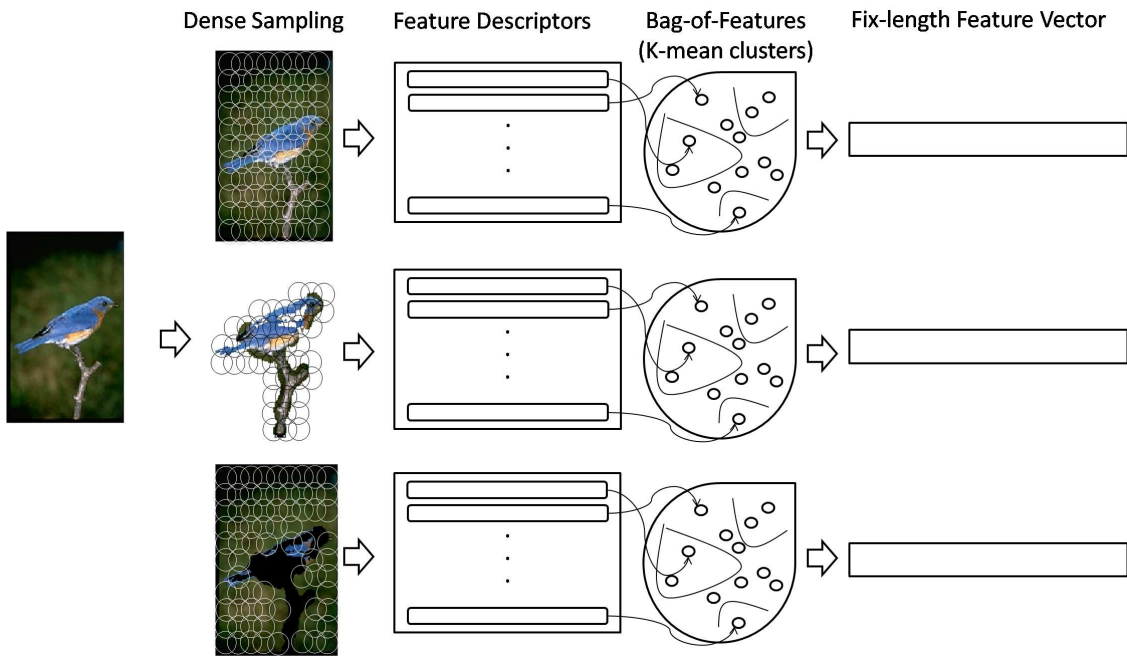 Dense Sampling
Feature Descriptors
Bag-of-Features
(K-mean clusters)
Fix-length Feature Vector